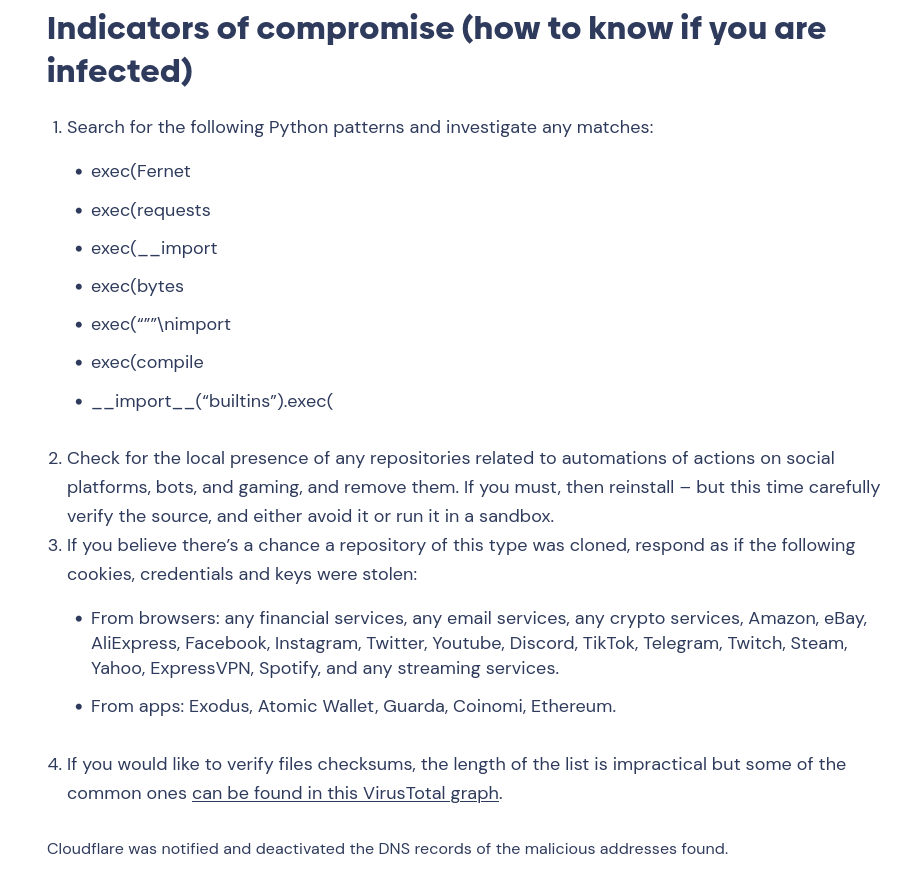 Indicators of compromise (how to know if you are
infected)
1. Search for the following Python patterns and investigate any matches:
• exec(Fernet
• exec(requests
• exec(__import
• exec(bytes
• exec(“””\nimport
• exec(compile
• __import__(“builtins”).exec(
2. Check for the local presence of any repositories related to automations of actions on social
platforms, bots, and gaming, and remove them. If you must, then reinstall – but this time carefully
verify the source, and either avoid it or run it in a sandbox.
3. If you believe there’s a chance a repository of this type was cloned, respond as if the following
cookies, credentials and keys were stolen:
• From browsers: any financial services, any email services, any crypto services, Amazon, eBay,
AliExpress, Facebook, Instagram, Twitter, Youtube, Discord, TikTok, Telegram, Twitch, Steam,
Yahoo, ExpressVPN, Spotify, and any streaming services.
• From apps: Exodus, Atomic Wallet, Guarda, Coinomi, Ethereum.
4. If you would like to verify files checksums, the length of the list is impractical but some of the
common ones can be found in this VirusTotal graph.
Cloudflare was notified and deactivated the DNS records of the malicious addresses found.